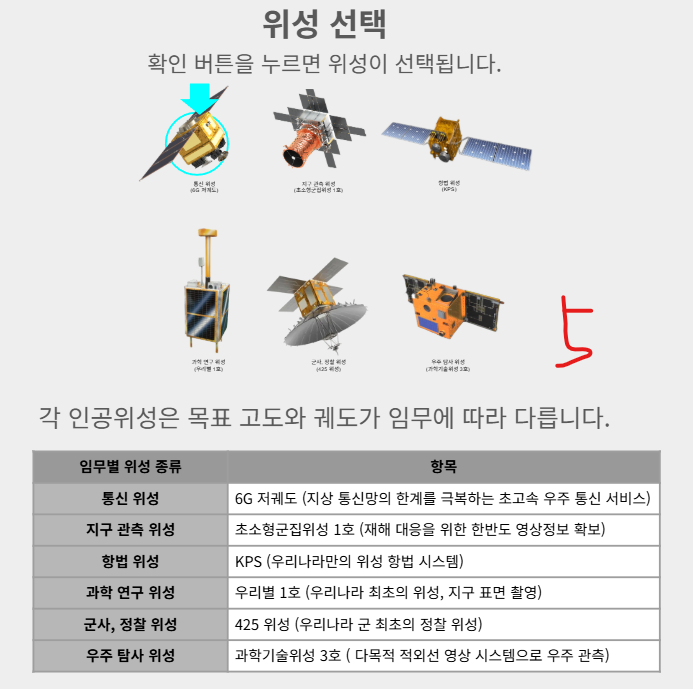 위성 선택
확인 버튼을 누르면 위성이 선택됩니다.
통신 위성
(6G 저궤도)
지구 관측 위성
(초소형군집위성 1호)
항법 위성
(KPS)
과학 연구 위성
(우리별 1호)
군사, 정찰 위성
(425 위성)
우주 탐사 위성
(과학기술위성 3호)
5
각 인공위성은 목표 고도와 궤도가 임무에 따라 다릅니다.
임무별 위성 종류 항목
통신 위성 6G 저궤도 (지상 통신망의 한계를 극복하는 초고속 우주 통신 서비스)
지구 관측 위성 초소형군집위성 1호 (재해 대응을 위한 한반도 영상정보 확보)
항법 위성 KPS (우리나라만의 위성 항법 시스템)
과학 연구 위성 우리별 1호 (우리나라 최초의 위성, 지구 표면 촬영)
군사, 정찰 위성 425 위성 (우리나라 군 최초의 정찰 위성)
우주 탐사 위성 과학기술위성 3호 ( 다목적 적외선 영상 시스템으로 우주 관측)